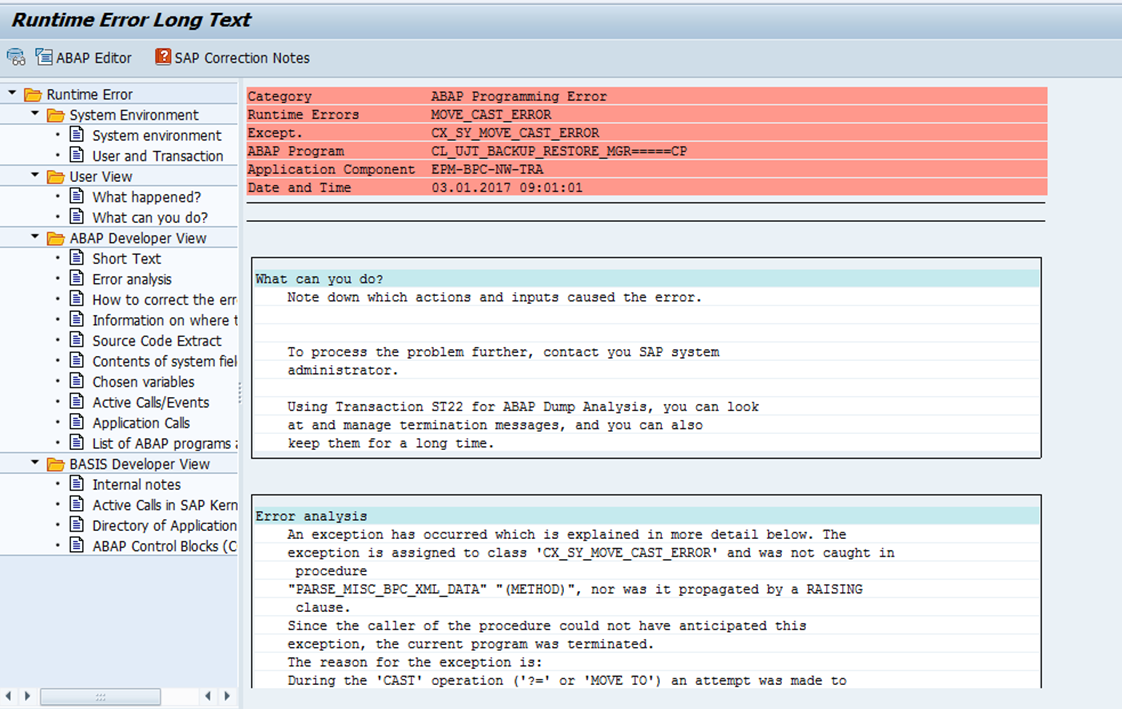 Runtime Error Long Text
ABAP Editor
SAP Correction Notes
Runtime Error
System Environment
System environment
User and Transaction
User View
What happened?
What can you do?
ABAP Developer View
Short Text
Error analysis
How to correct the err
Information on where t
Source Code Extract
Contents of system fiel
Chosen variables
Active Calls/Events
Application Calls
List of ABAP programs a
BASIS Developer View
Internal notes
Active Calls in SAP Kern
Directory of Application
ABAP Control Blocks (C
Category ABAP Programming Error
Runtime Errors MOVE_CAST_ERROR
Except. CX_SY_MOVE_CAST_ERROR
ABAP Program CL_UJT_BACKUP_RESTORE_MGR=====CP
Application Component EPM-BPC-NW-TRA
Date and Time 03.01.2017 09:01:01
What can you do?
Note down which actions and inputs caused the error.
To process the problem further, contact you SAP system
administrator.
Using Transaction ST22 for ABAP Dump Analysis, you can look
at and manage termination messages, and you can also
keep them for a long time.
Error analysis
An exception has occurred which is explained in more detail below. The
exception is assigned to class 'CX_SY_MOVE_CAST_ERROR' and was not caught in
procedure
"PARSE_MISC_BPC_XML_DATA" "(METHOD)", nor was it propagated by a RAISING
clause.
Since the caller of the procedure could not have anticipated this
exception, the current program was terminated.
The reason for the exception is:
During the 'CAST' operation ('?=' or 'MOVE TO') an attempt was made to